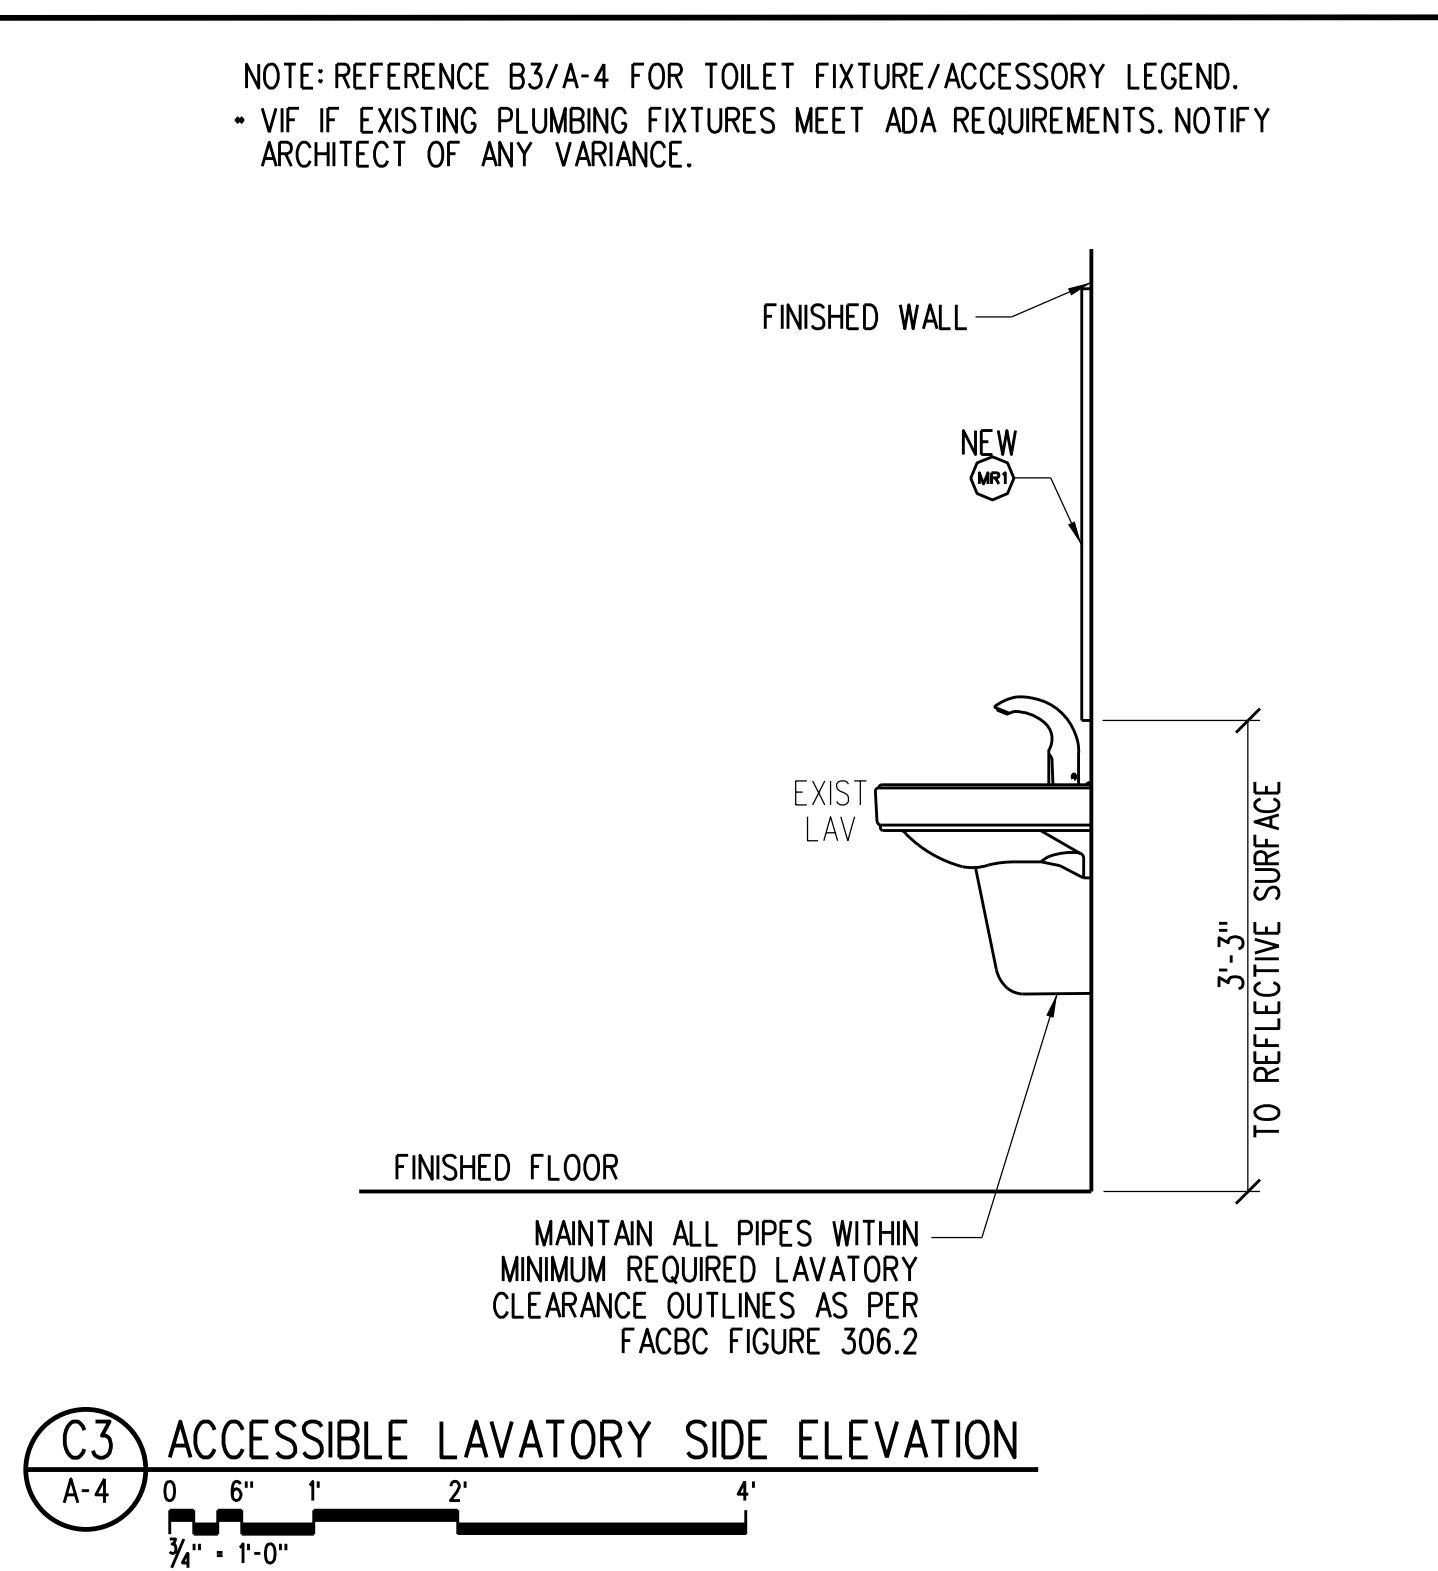 NOTE: REFERENCE B3/A-4 FOR TOILET FIXTURE/ACCESSORY LEGEND.
* VIF IF EXISTING PLUMBING FIXTURES MEET ADA REQUIREMENTS. NOTIFY
ARCHITECT OF ANY VARIANCE.
FINISHED WALL
NEW
MR1
EXIST
LAV
3'-3"
TO REFLECTIVE SURFACE
FINISHED FLOOR
MAINTAIN ALL PIPES WITHIN
MINIMUM REQUIRED LAVATORY
CLEARANCE OUTLINES AS PER
FACBC FIGURE 306.2
C3 ACCESSIBLE LAVATORY SIDE ELEVATION
A-4 0 6" 1' 2' 4'
3/4" = 1'-0"